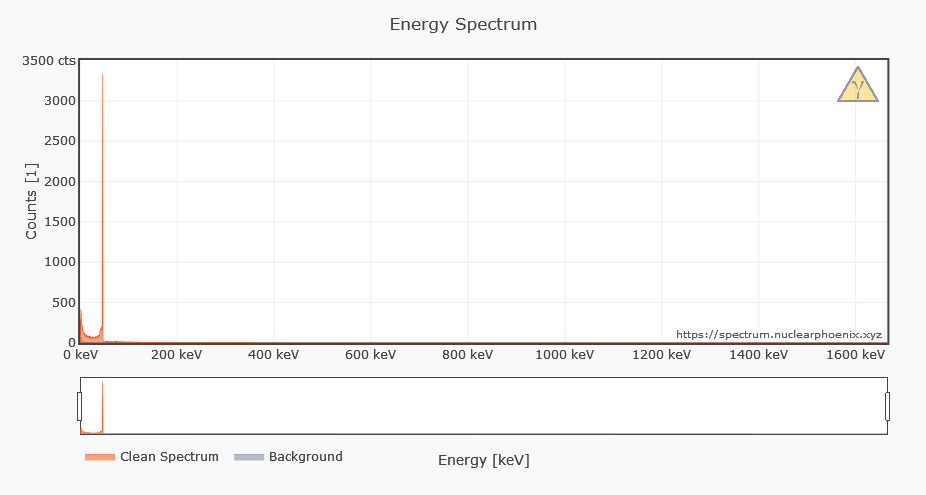 Energy Spectrum
γ
3500 cts
3000
2500
2000
1500
1000
500
0
Counts [1]
https://spectrum.nuclearphoenix.xyz
0 keV 200 keV 400 keV 600 keV 800 keV 1000 keV 1200 keV 1400 keV 1600 keV
Clean Spectrum Background
Energy [keV]